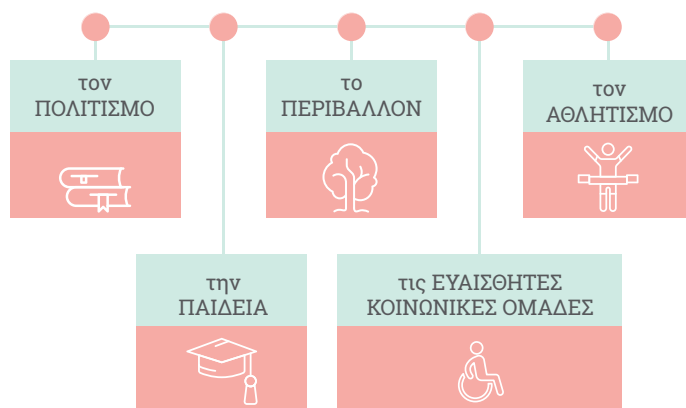 τον
ΠΟΛΙΤΙΣΜΟ
την
ΠΑΙΔΕΙΑ
το
ΠΕΡΙΒΑΛΛΟΝ
τις ΕΥΑΙΣΘΗΤΕΣ
ΚΟΙΝΩΝΙΚΕΣ ΟΜΑΔΕΣ
τον
ΑΘΛΗΤΙΣΜΟ